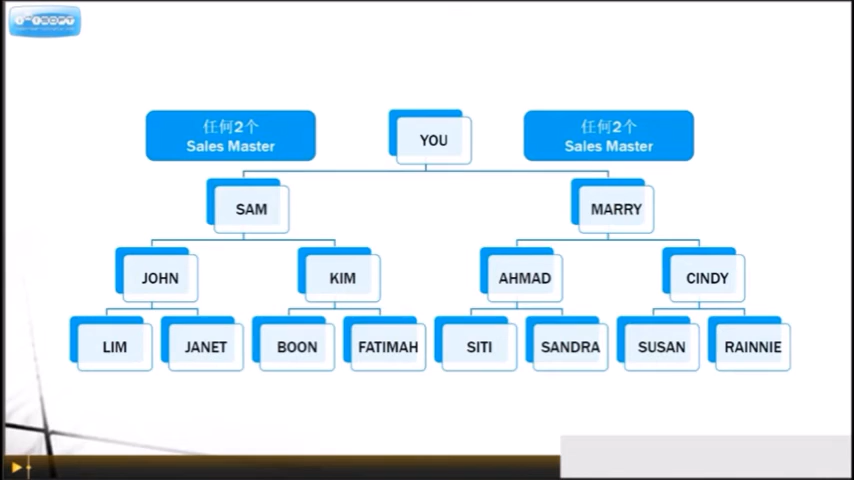 任何2个
Sales Master
YOU
任何2个
Sales Master
SAM
MARRY
JOHN
KIM
AHMAD
CINDY
LIM
JANET
BOON
FATIMAH
SITI
SANDRA
SUSAN
RAINNIE